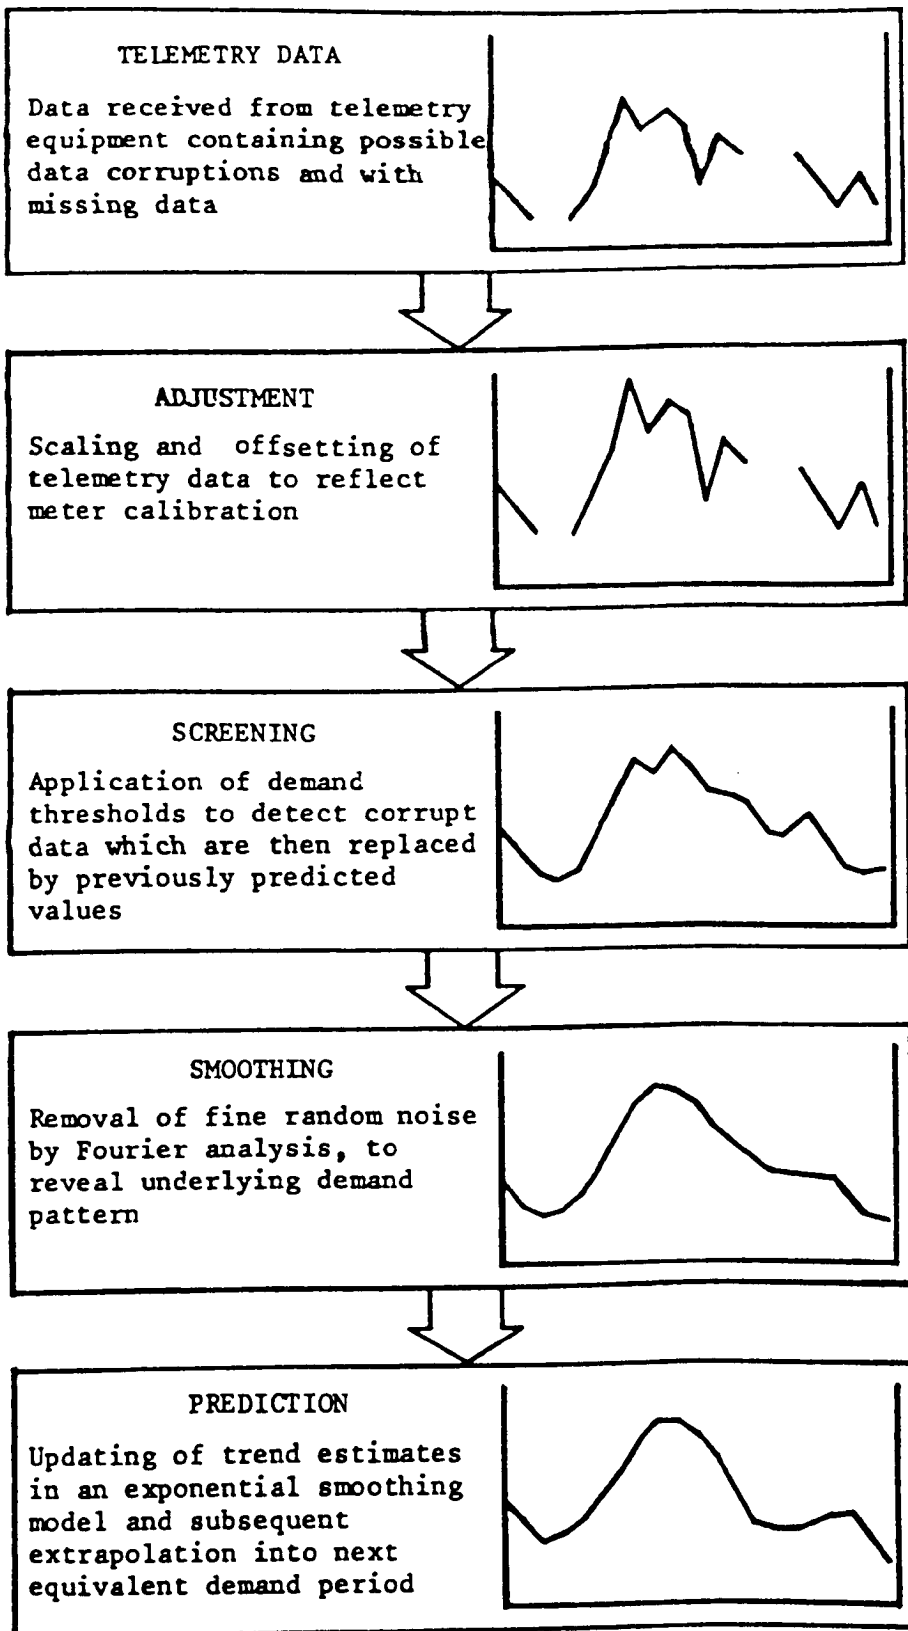 TELEMETRY DATA
Data received from telemetry
equipment containing possible
data corruptions and with
missing data
ADJUSTMENT
Scaling and offsetting of
telemetry data to reflect
meter calibration
SCREENING
Application of demand
thresholds to detect corrupt
data which are then replaced
by previously predicted
values
SMOOTHING
Removal of fine random noise
by Fourier analysis, to
reveal underlying demand
pattern
PREDICTION
Updating of trend estimates
in an exponential smoothing
model and subsequent
extrapolation into next
equivalent demand period